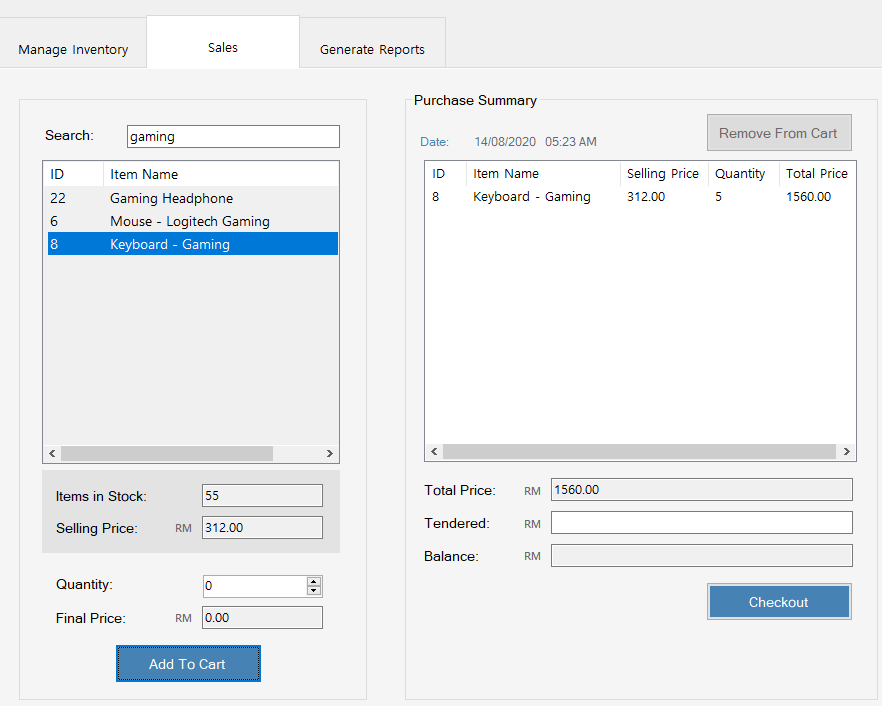 Manage Inventory Sales Generate Reports
Search: gaming
ID Item Name
22 Gaming Headphone
6 Mouse - Logitech Gaming
8 Keyboard - Gaming
Items in Stock: 55
Selling Price: RM 312.00
Quantity: 0
Final Price: RM 0.00
Add To Cart
Purchase Summary
Date: 14/08/2020 05:23 AM
Remove From Cart
ID Item Name Selling Price Quantity Total Price
8 Keyboard - Gaming 312.00 5 1560.00
Total Price: RM 1560.00
Tendered: RM
Balance: RM
Checkout